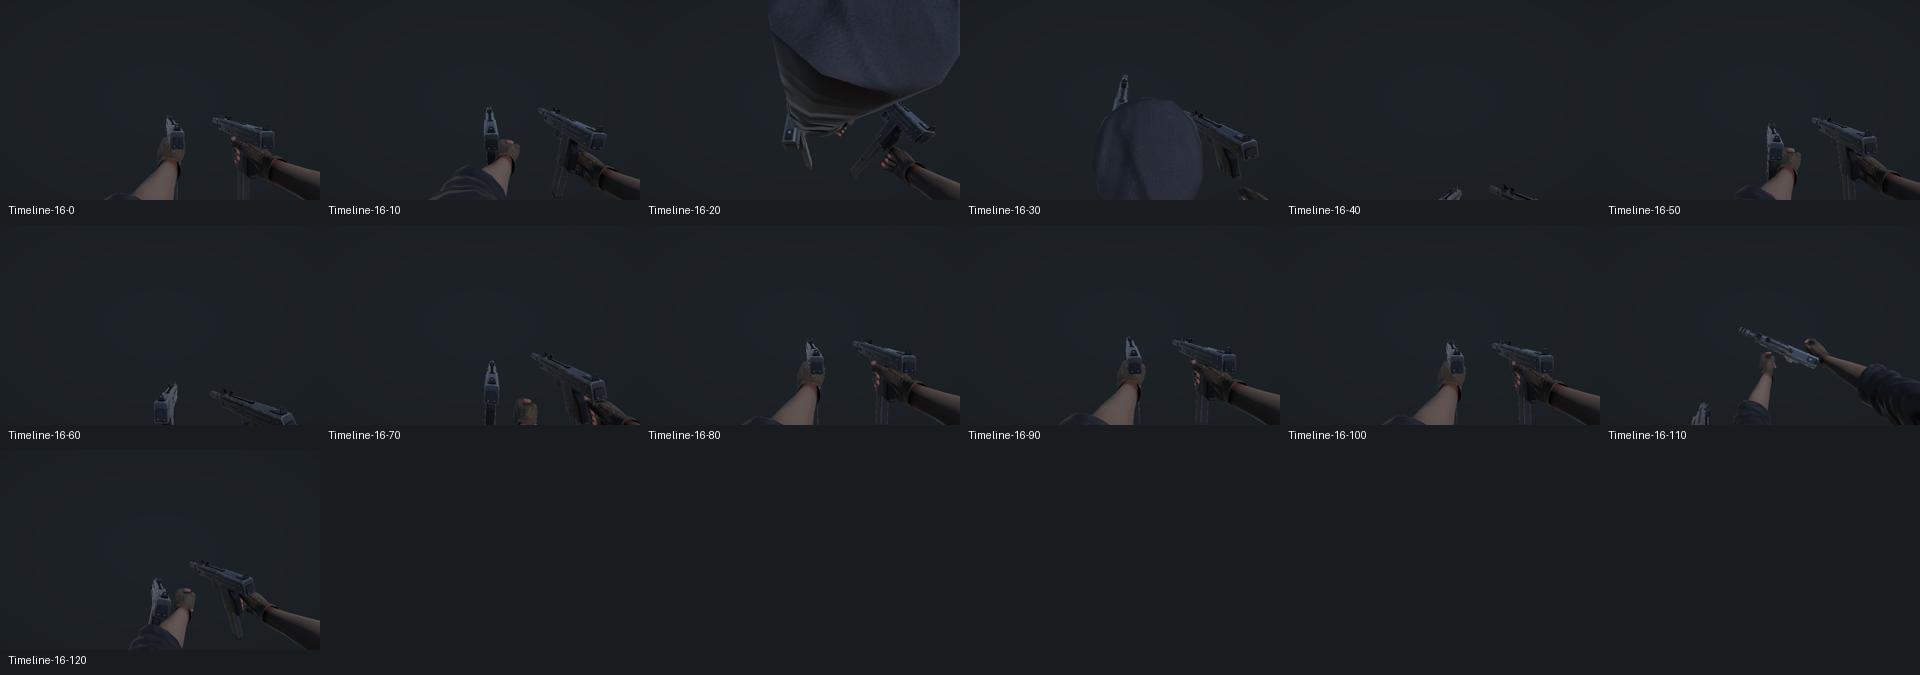 Timeline-16-0
Timeline-16-10
Timeline-16-20
Timeline-16-30
Timeline-16-40
Timeline-16-50
Timeline-16-60
Timeline-16-70
Timeline-16-80
Timeline-16-90
Timeline-16-100
Timeline-16-110
Timeline-16-120